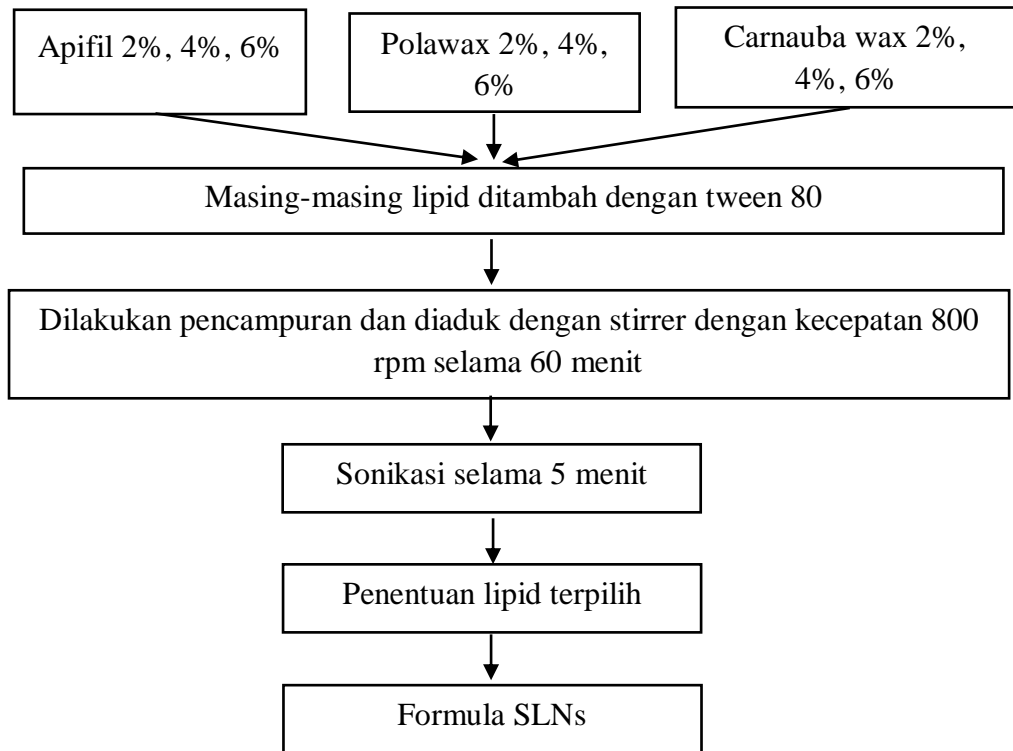 Apifil 2%, 4%, 6%
Polawax 2%, 4%,
6%
Carnauba wax 2%,
4%, 6%
Masing-masing lipid ditambah dengan tween 80
Dilakukan pencampuran dan diaduk dengan stirrer dengan kecepatan 800
rpm selama 60 menit
Sonikasi selama 5 menit
Penentuan lipid terpilih
Formula SLNs